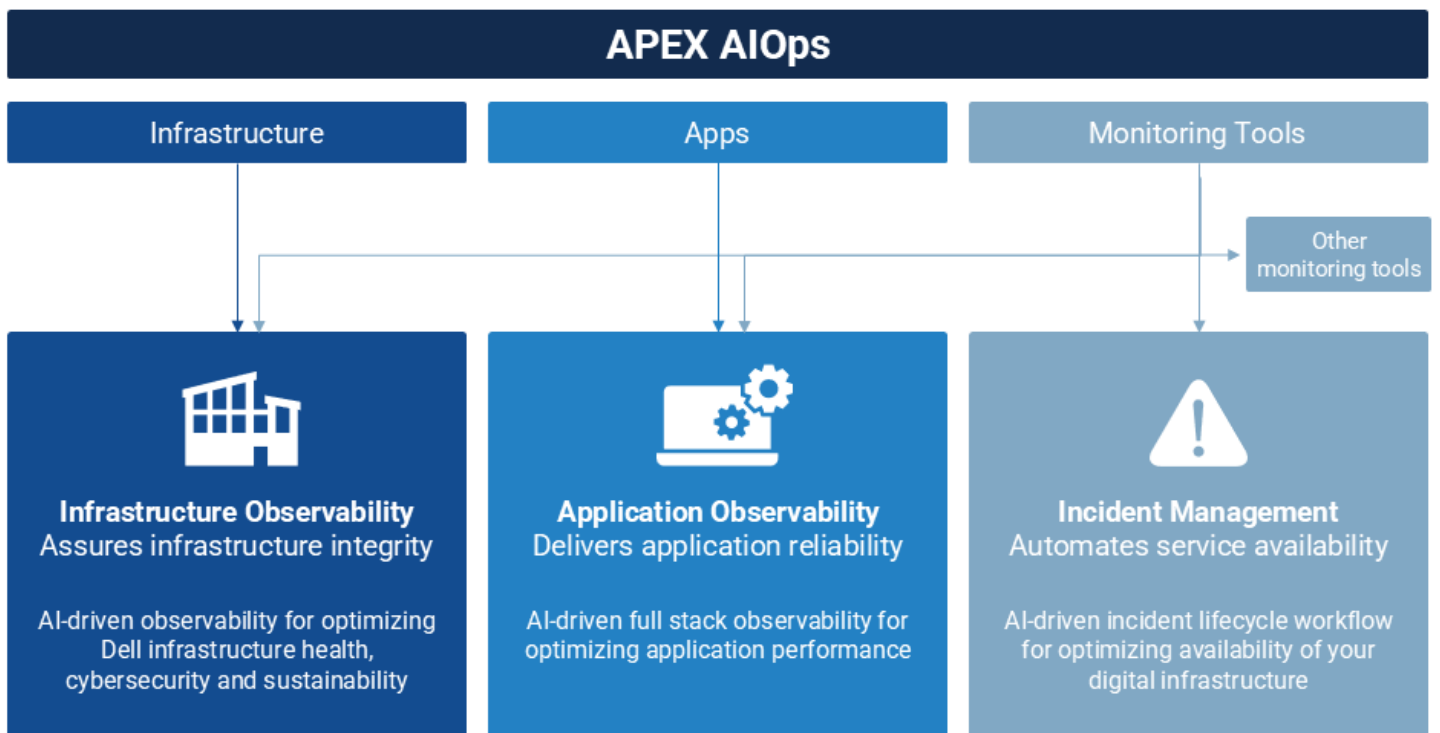 APEX AIOps
Infrastructure
Apps
Monitoring Tools
Other
monitoring tools
Infrastructure Observability
Assures infrastructure integrity
AI-driven observability for optimizing
Dell infrastructure health,
cybersecurity and sustainability
Application Observability
Delivers application reliability
AI-driven full stack observability for
optimizing application performance
Incident Management
Automates service availability
AI-driven incident lifecycle workflow
for optimizing availability of your
digital infrastructure